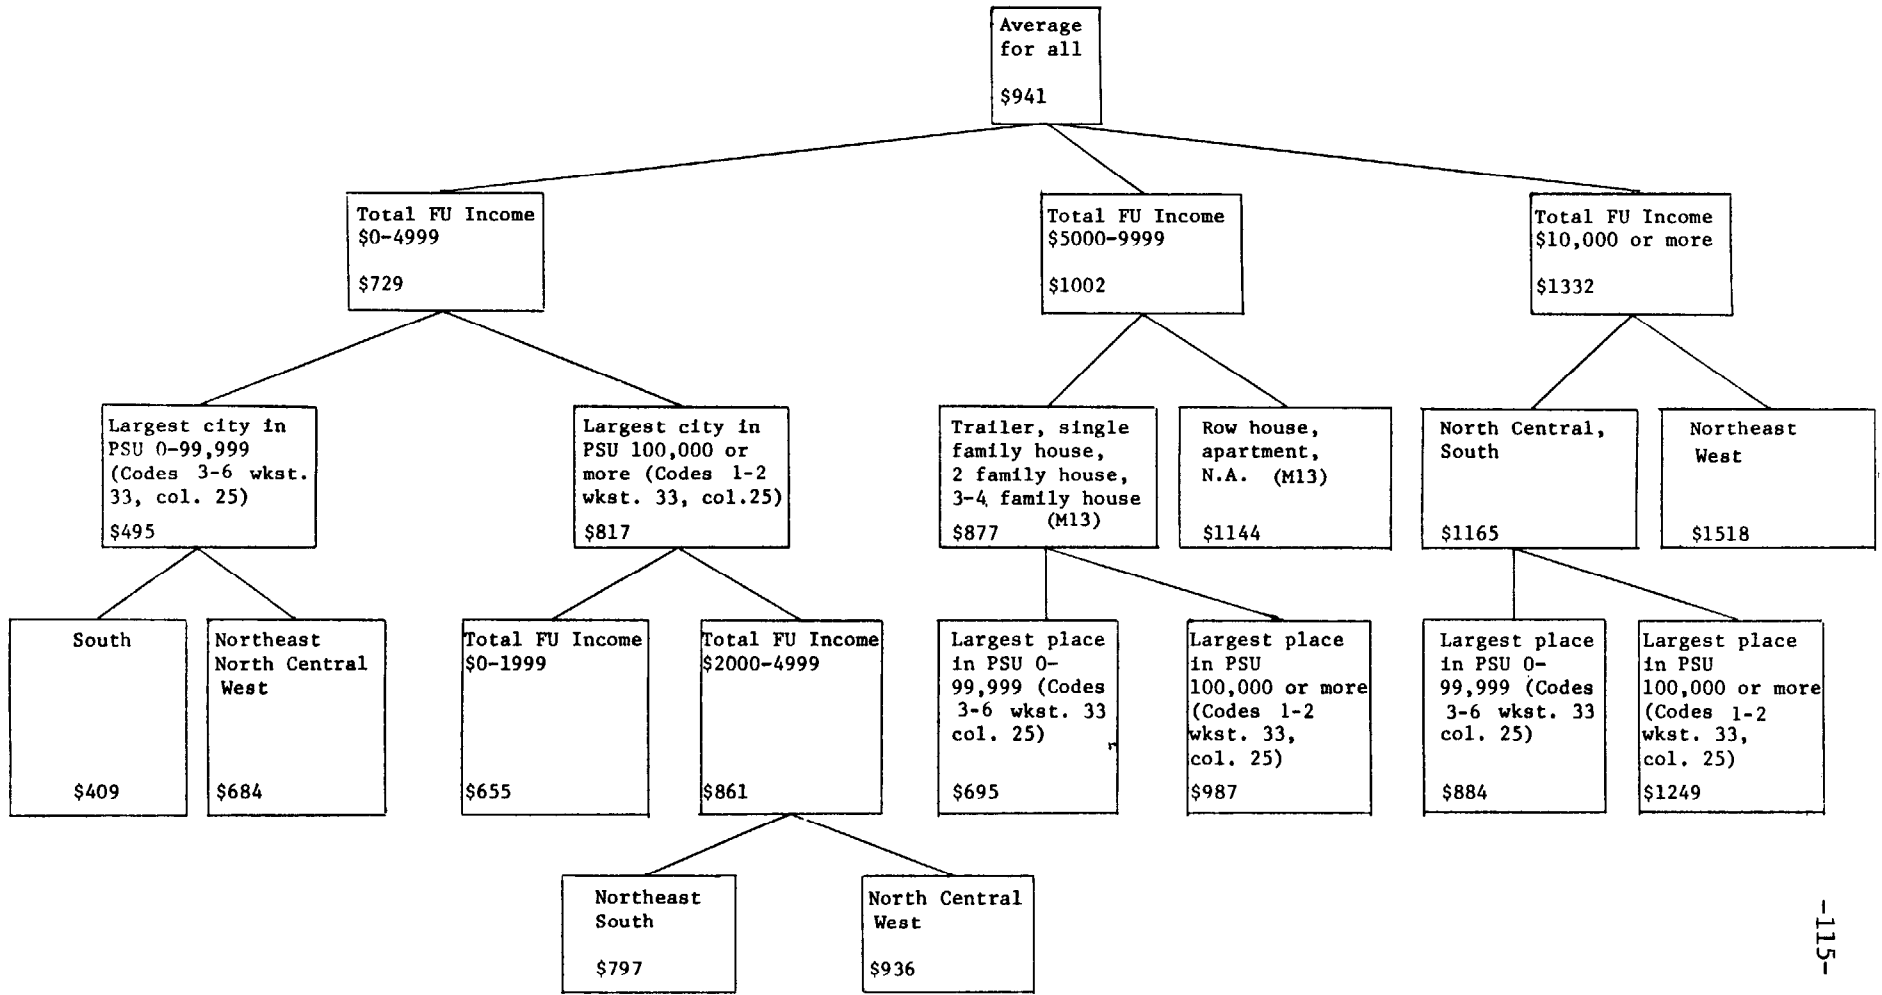 Average
for all
$941
Total FU Income
$0-4999
$729
Total FU Income
$5000-9999
$1002
Total FU Income
$10,000 or more
$1332
Largest city in
PSU 0-99,999
(Codes 3-6 wkst.
33, col. 25)
$495
Largest city in
PSU 100,000 or
more (Codes 1-2
wkst. 33, col.25)
$817
Trailer, single
family house,
2 family house,
3-4 family house
(M13)
$877
Row house,
apartment,
N.A. (M13)
$1144
North Central,
South
$1165
Northeast
West
$1518
South
$409
Northeast
North Central
West
$684
Total FU Income
$0-1999
$655
Total FU Income
$2000-4999
$861
Largest place
in PSU 0-
99,999 (Codes
3-6 wkst. 33
col. 25)
$695
Largest place
in PSU
100,000 or more
(Codes 1-2
wkst. 33,
col. 25)
$987
Largest place
in PSU 0-
99,999 (Codes
3-6 wkst. 33
col. 25)
$884
Largest place
in PSU
100,000 or more
(Codes 1-2
wkst. 33,
col. 25)
$1249
Northeast
South
$797
North Central
West
$936
-115-